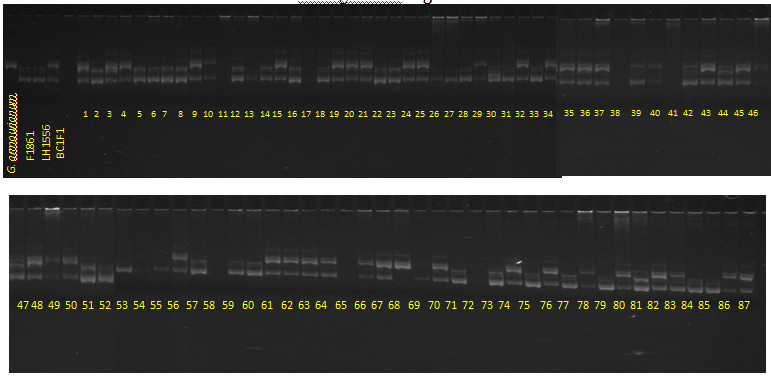 G. armourianum
F1861
LH1556
BC1F1
1 2 3 4 5 6 7 8 9 10 11 12 13 14 15 16 17 18 19 20 21 22 23 24 25 26 27 28 29 30 31 32 33 34 35 36 37 38 39 40 41 42 43 44 45 46
47 48 49 50 51 52 53 54 55 56 57 58 59 60 61 62 63 64 65 66 67 68 69 70 71 72 73 74 75 76 77 78 79 80 81 82 83 84 85 86 87